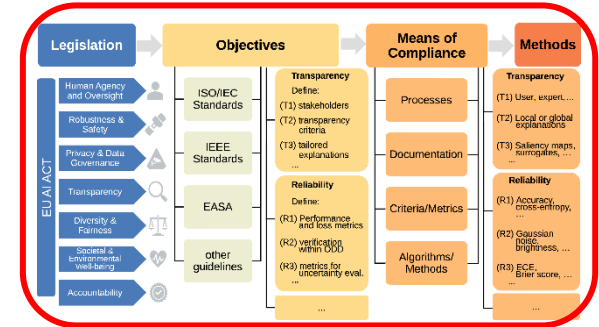 Legislation
Objectives
Means of
Compliance
Methods
EU AI ACT
Human Agency
and Oversight
Robustness &
Safety
Privacy & Data
Governance
Transparency
Diversity &
Fairness
Societal &
Environmental
Well-being
Accountability
ISO/IEC
Standards
IEEE
Standards
EASA
other
guidelines
Transparency
Define:
(T1) stakeholders
(T2) transparency
criteria
(T3) tailored
explanations
...
Reliability
Define:
(R1) Performance
and loss metrics
(R2) verification
within ODD
(R3) metrics for
uncertainty eval.
...
...
Processes
Documentation
Criteria/Metrics
Algorithms/
Methods
Transparency
(T1) User, expert, ...
(T2) Local or global
explanations
(T3) Saliency maps,
surrogates, ...
...
Reliability
(R1) Accuracy,
cross-entropy,
...
(R2) Gaussian
noise,
brightness, ...
(R3) ECE,
Brier score, ...
...
...